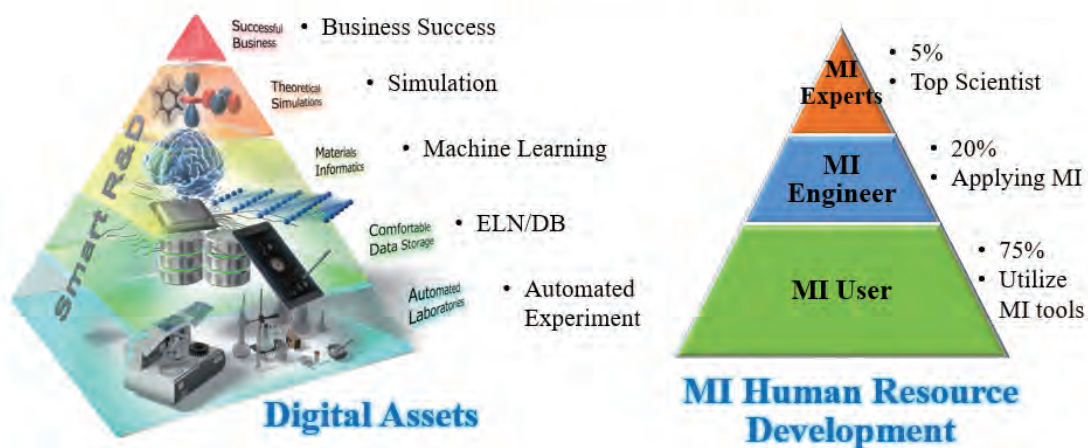 Successful
Business
• Business Success
Theoretical
Simulations
• Simulation
Materials
Informatics
• Machine Learning
Comfortable
Data Storage
• ELN/DB
Automated
Laboratories
• Automated
Experiment
Smart R&D
Digital Assets
MI
Experts
• 5%
• Top Scientist
MI
Engineer
• 20%
• Applying MI
MI User
• 75%
• Utilize
MI tools
MI Human Resource
Development